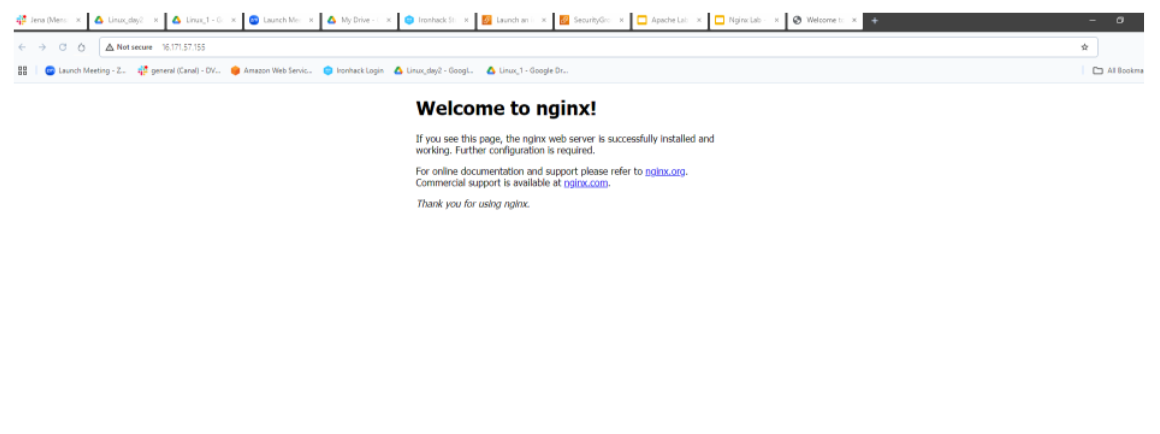 Jena (Mens
Linux_day2
Linux_1 - G
Launch Me
My Drive -
Ironhack St
Launch an
SecurityGro
Apache Lab
Nginx Lab -
Welcome to
Not secure 16.171.57.155
Launch Meeting - Z...
general (Canal) - DV...
Amazon Web Servic...
Ironhack Login
Linux_day2 - Googl...
Linux_1 - Google Dr...
All Bookma
Welcome to nginx!
If you see this page, the nginx web server is successfully installed and
working. Further configuration is required.
For online documentation and support please refer to nginx.org.
Commercial support is available at nginx.com.
Thank you for using nginx.